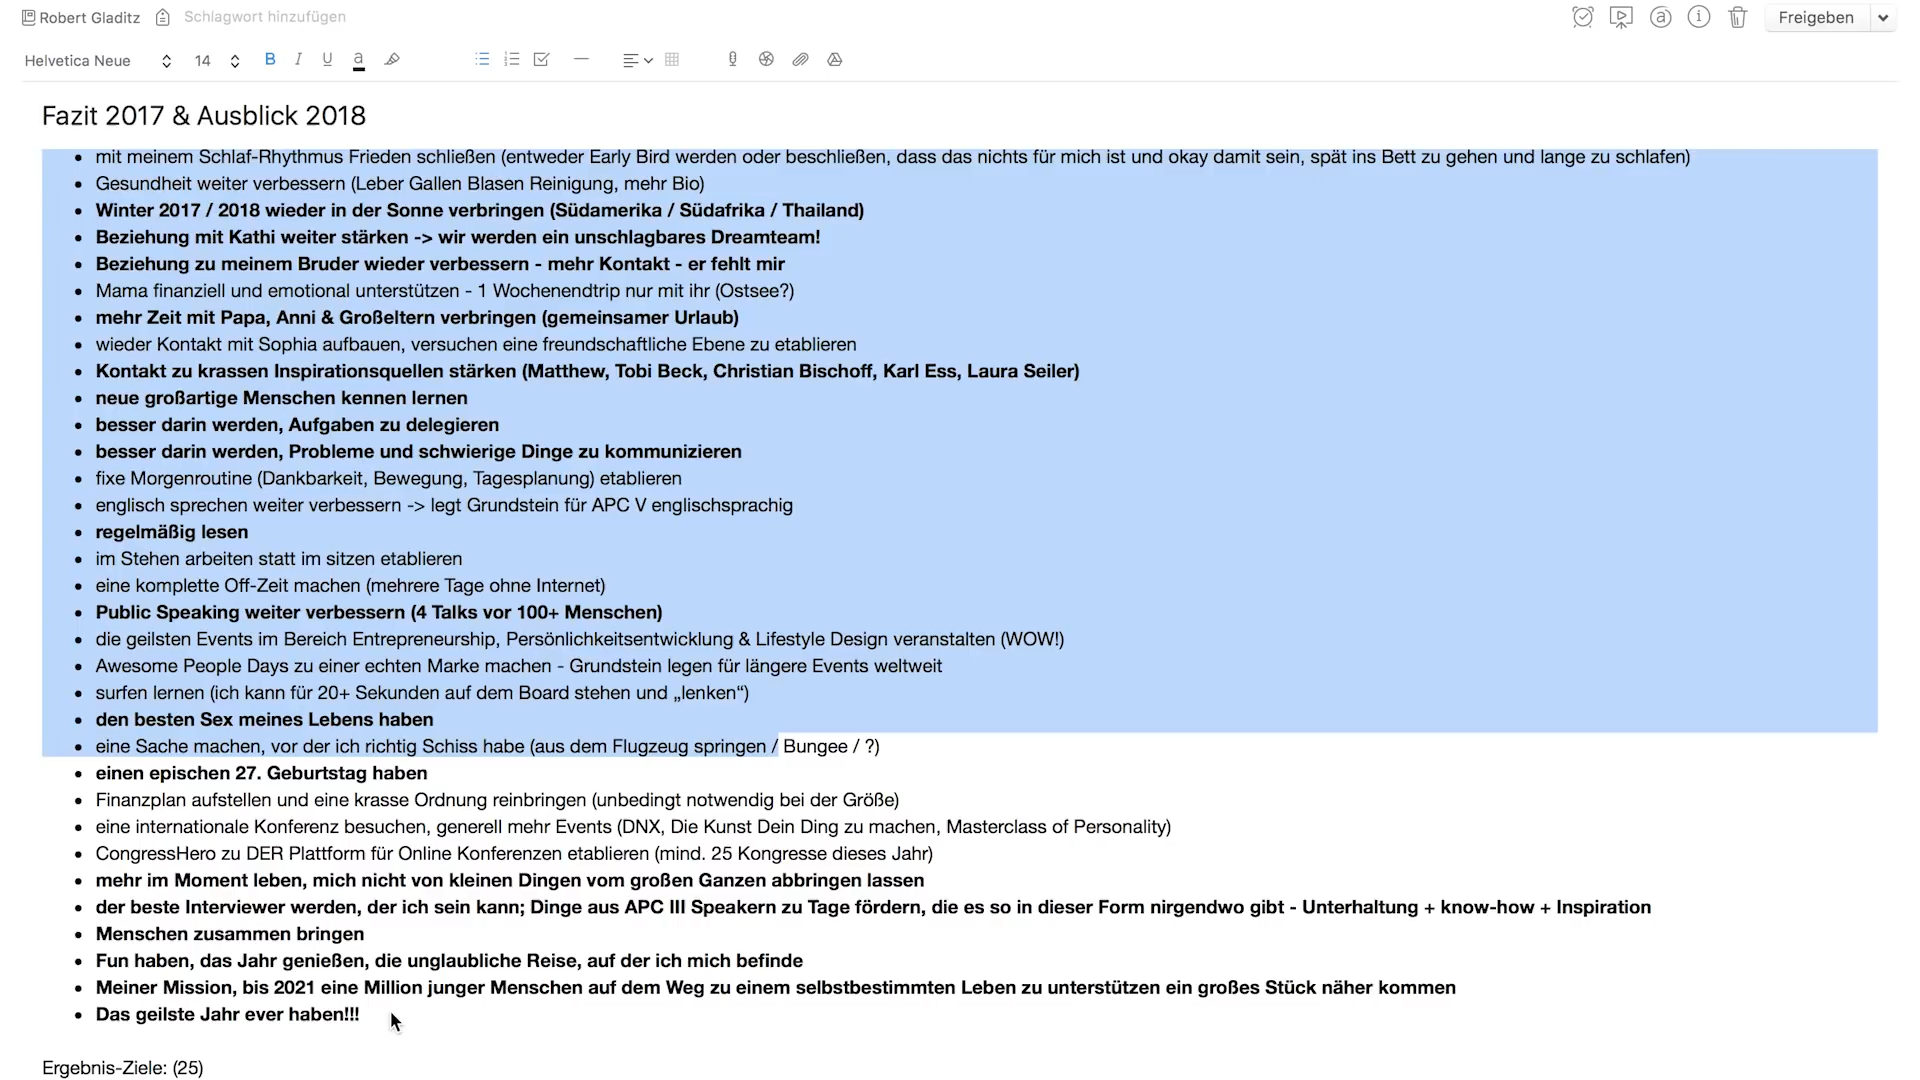 Robert Gladitz Schlagwort hinzufügen Freigeben
Helvetica Neue 14 B I U a
Fazit 2017 & Ausblick 2018
• mit meinem Schlaf-Rhythmus Frieden schließen (entweder Early Bird werden oder beschließen, dass das nichts für mich ist und okay damit sein, spät ins Bett zu gehen und lange zu schlafen)
• Gesundheit weiter verbessern (Leber Gallen Blasen Reinigung, mehr Bio)
• Winter 2017 / 2018 wieder in der Sonne verbringen (Südamerika / Südafrika / Thailand)
• Beziehung mit Kathi weiter stärken -> wir werden ein unschlagbares Dreamteam!
• Beziehung zu meinem Bruder wieder verbessern - mehr Kontakt - er fehlt mir
• Mama finanziell und emotional unterstützen - 1 Wochenendtrip nur mit ihr (Ostsee?)
• mehr Zeit mit Papa, Anni & Großeltern verbringen (gemeinsamer Urlaub)
• wieder Kontakt mit Sophia aufbauen, versuchen eine freundschaftliche Ebene zu etablieren
• Kontakt zu krassen Inspirationsquellen stärken (Matthew, Tobi Beck, Christian Bischoff, Karl Ess, Laura Seiler)
• neue großartige Menschen kennen lernen
• besser darin werden, Aufgaben zu delegieren
• besser darin werden, Probleme und schwierige Dinge zu kommunizieren
• fixe Morgenroutine (Dankbarkeit, Bewegung, Tagesplanung) etablieren
• englisch sprechen weiter verbessern -> legt Grundstein für APC V englischsprachig
• regelmäßig lesen
• im Stehen arbeiten statt im sitzen etablieren
• eine komplette Off-Zeit machen (mehrere Tage ohne Internet)
• Public Speaking weiter verbessern (4 Talks vor 100+ Menschen)
• die geilsten Events im Bereich Entrepreneurship, Persönlichkeitsentwicklung & Lifestyle Design veranstalten (WOW!)
• Awesome People Days zu einer echten Marke machen - Grundstein legen für längere Events weltweit
• surfen lernen (ich kann für 20+ Sekunden auf dem Board stehen und „lenken“)
• den besten Sex meines Lebens haben
• eine Sache machen, vor der ich richtig Schiss habe (aus dem Flugzeug springen / Bungee / ?)
• einen epischen 27. Geburtstag haben
• Finanzplan aufstellen und eine krasse Ordnung reinbringen (unbedingt notwendig bei der Größe)
• eine internationale Konferenz besuchen, generell mehr Events (DNX, Die Kunst Dein Ding zu machen, Masterclass of Personality)
• CongressHero zu DER Plattform für Online Konferenzen etablieren (mind. 25 Kongresse dieses Jahr)
• mehr im Moment leben, mich nicht von kleinen Dingen vom großen Ganzen abbringen lassen
• der beste Interviewer werden, der ich sein kann; Dinge aus APC III Speakern zu Tage fördern, die es so in dieser Form nirgendwo gibt - Unterhaltung + know-how + Inspiration
• Menschen zusammen bringen
• Fun haben, das Jahr genießen, die unglaubliche Reise, auf der ich mich befinde
• Meiner Mission, bis 2021 eine Million junger Menschen auf dem Weg zu einem selbstbestimmten Leben zu unterstützen ein großes Stück näher kommen
• Das geilste Jahr ever haben!!!
Ergebnis-Ziele: (25)